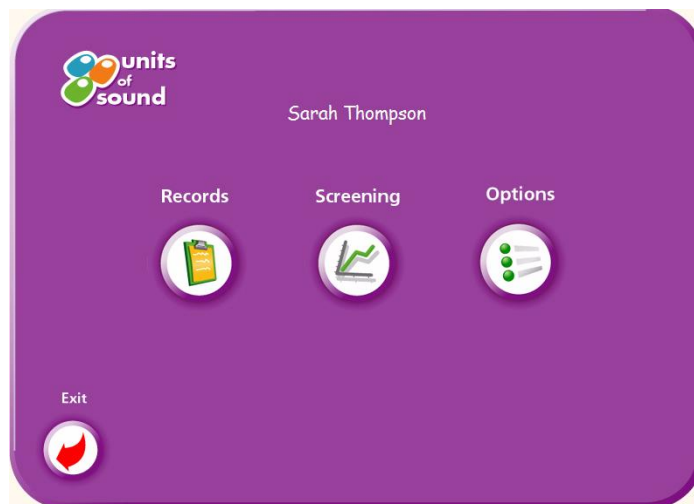 units
of
sound
Sarah Thompson
Records Screening Options
Exit